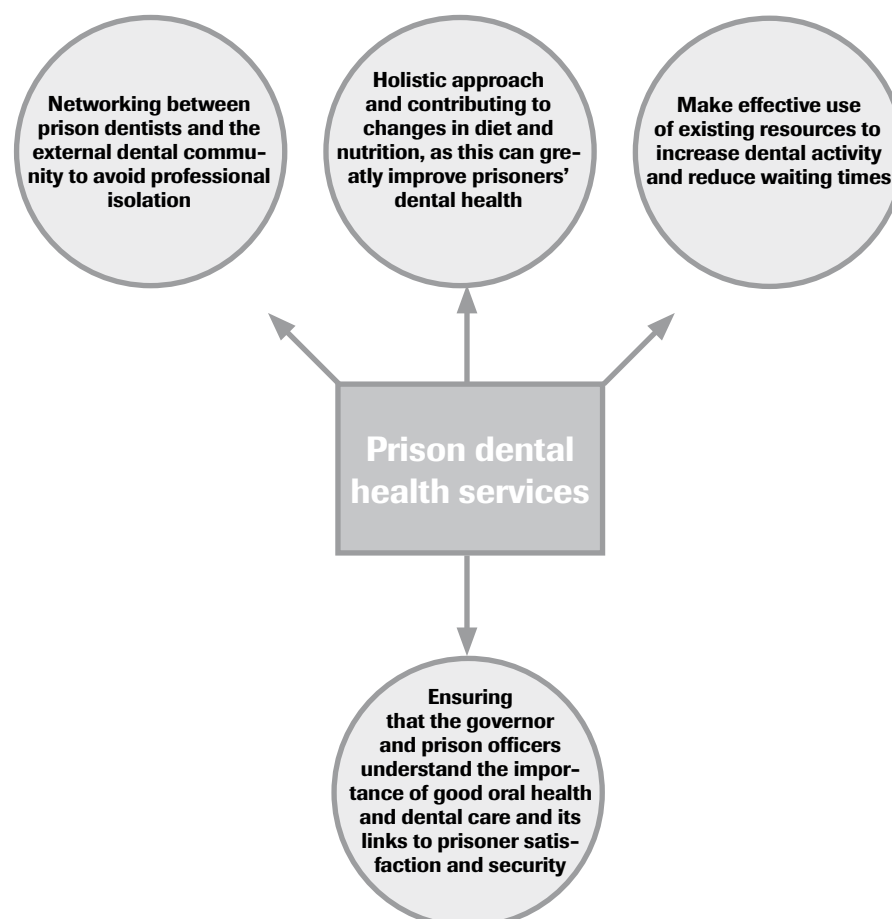 Networking between
prison dentists and the
external dental commu-
nity to avoid professional
isolation
Holistic approach
and contributing to
changes in diet and
nutrition, as this can gre-
atly improve prisoners'
dental health
Make effective use
of existing resources to
increase dental activity
and reduce waiting times
Prison dental
health services
Ensuring
that the governor
and prison officers
understand the impor-
tance of good oral health
and dental care and its
links to prisoner satis-
faction and security